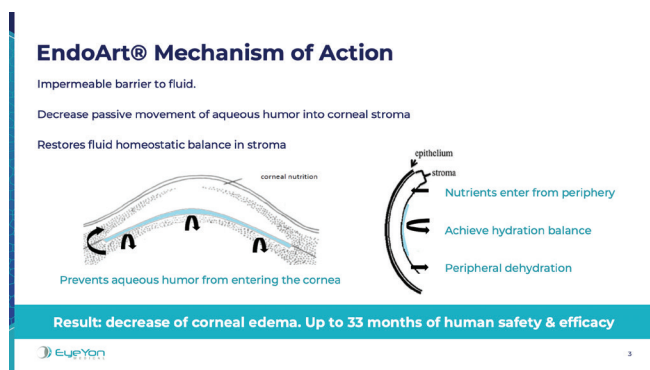 EndoArt® Mechanism of Action
Impermeable barrier to fluid.
Decrease passive movement of aqueous humor into corneal stroma
Restores fluid homeostatic balance in stroma
corneal nutrition
Prevents aqueous humor from entering the cornea
epithelium
stroma
Nutrients enter from periphery
Achieve hydration balance
Peripheral dehydration
Result: decrease of corneal edema. Up to 33 months of human safety & efficacy
EyeYon
MEDICAL
3